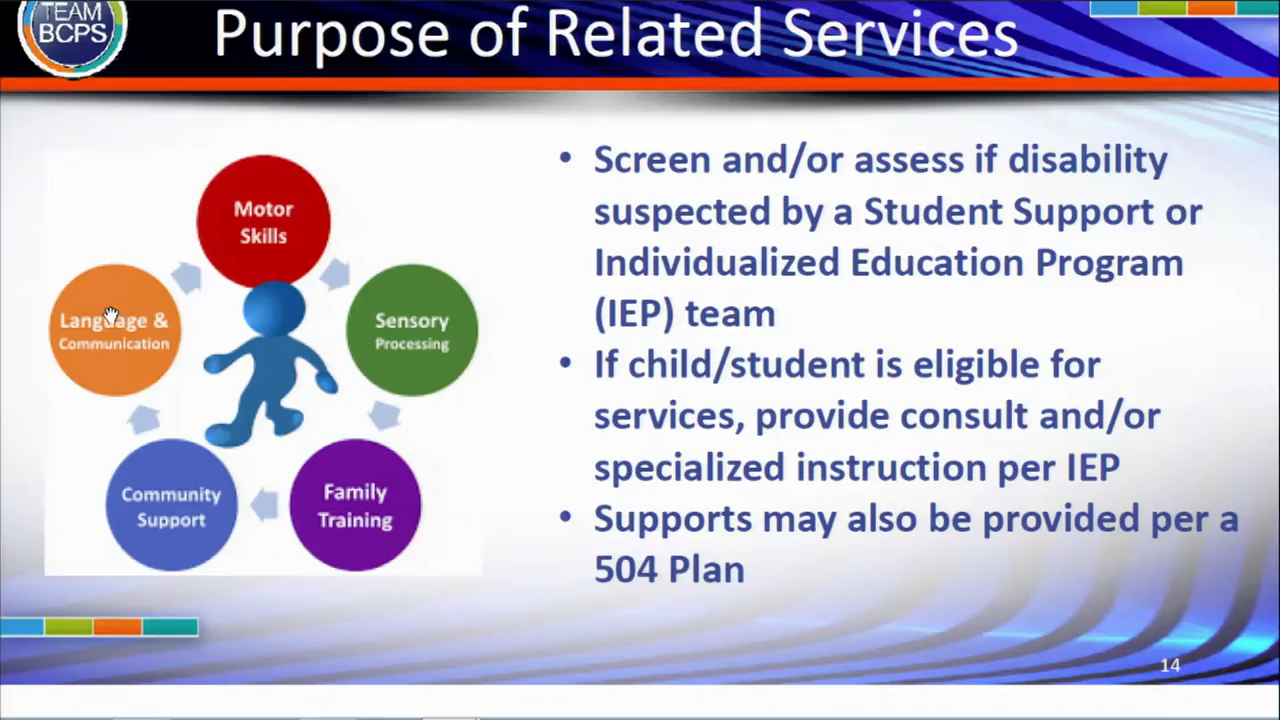 TEAM
BCPS
Purpose of Related Services
Motor
Skills
Language &
Communication
Sensory
Processing
Community
Support
Family
Training
• Screen and/or assess if disability
suspected by a Student Support or
Individualized Education Program
(IEP) team
• If child/student is eligible for
services, provide consult and/or
specialized instruction per IEP
• Supports may also be provided per a
504 Plan
14